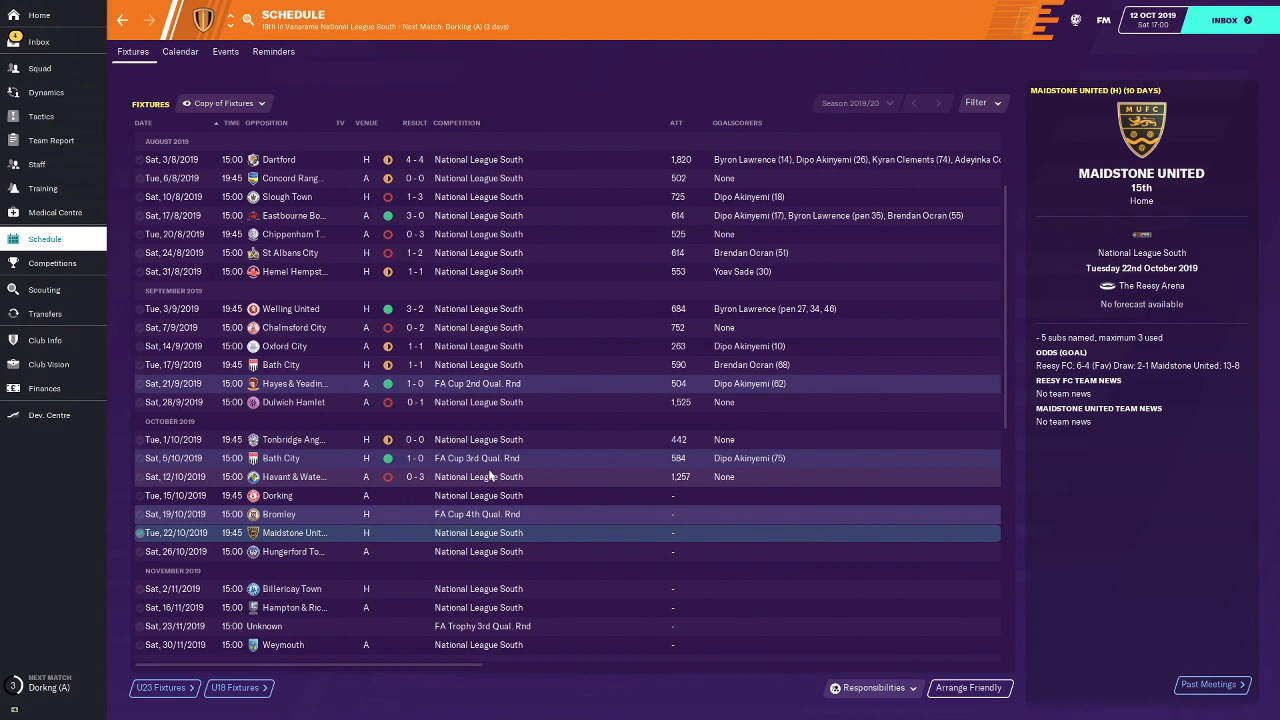 Home
SCHEDULE
19th in Vanarama National League South - Next Match: Dorking (A) (3 days)
FM
12 OCT 2019
Sat 17:00
INBOX
4
Inbox
Squad
Dynamics
Tactics
Team Report
Staff
Training
Medical Centre
Schedule
Competitions
Scouting
Transfers
Club Info
Club Vision
Finances
Dev. Centre
3
NEXT MATCH
Dorking (A)
Fixtures Calendar Events Reminders
FIXTURES Copy of Fixtures Season 2019/20 Filter
DATE TIME OPPOSITION TV VENUE RESULT COMPETITION ATT GOALSCORERS
AUGUST 2019
Sat, 3/8/2019 15:00 Dartford H 4 - 4 National League South 1,820 Byron Lawrence (14), Dipo Akinyemi (26), Kyran Clements (74), Adeyinka Cc
Tue, 6/8/2019 19:45 Concord Rang... A 0 - 0 National League South 502 None
Sat, 10/8/2019 15:00 Slough Town H 1 - 3 National League South 725 Dipo Akinyemi (18)
Sat, 17/8/2019 15:00 Eastbourne Bo... A 3 - 0 National League South 614 Dipo Akinyemi (17), Byron Lawrence (pen 35), Brendan Ocran (55)
Tue, 20/8/2019 19:45 Chippenham T... A 0 - 3 National League South 525 None
Sat, 24/8/2019 15:00 St Albans City H 1 - 2 National League South 614 Brendan Ocran (51)
Sat, 31/8/2019 15:00 Hemel Hempst... H 1 - 1 National League South 553 Yoav Sade (30)
SEPTEMBER 2019
Tue, 3/9/2019 19:45 Welling United H 3 - 2 National League South 684 Byron Lawrence (pen 27, 34, 46)
Sat, 7/9/2019 15:00 Chelmsford City A 0 - 2 National League South 752 None
Sat, 14/9/2019 15:00 Oxford City A 1 - 1 National League South 263 Dipo Akinyemi (10)
Tue, 17/9/2019 19:45 Bath City H 1 - 1 National League South 590 Brendan Ocran (68)
Sat, 21/9/2019 15:00 Hayes & Yeadin... A 1 - 0 FA Cup 2nd Qual. Rnd 504 Dipo Akinyemi (62)
Sat, 28/9/2019 15:00 Dulwich Hamlet A 0 - 1 National League South 1,525 None
OCTOBER 2019
Tue, 1/10/2019 19:45 Tonbridge Ang... H 0 - 0 National League South 442 None
Sat, 5/10/2019 15:00 Bath City H 1 - 0 FA Cup 3rd Qual. Rnd 584 Dipo Akinyemi (75)
Sat, 12/10/2019 15:00 Havant & Wate... A 0 - 3 National League South 1,257 None
Tue, 15/10/2019 19:45 Dorking A National League South -
Sat, 19/10/2019 15:00 Bromley H FA Cup 4th Qual. Rnd -
Tue, 22/10/2019 19:45 Maidstone Unit... H National League South -
Sat, 26/10/2019 15:00 Hungerford To... A National League South -
NOVEMBER 2019
Sat, 2/11/2019 15:00 Billericay Town H National League South -
Sat, 16/11/2019 15:00 Hampton & Ric... A National League South -
Sat, 23/11/2019 15:00 Unknown FA Trophy 3rd Qual. Rnd -
Sat, 30/11/2019 15:00 Weymouth A National League South -
U23 Fixtures U18 Fixtures Responsibilities Arrange Friendly
MAIDSTONE UNITED (H) (10 DAYS)
MUFC
MAIDSTONE UNITED
15th
Home
National League South
Tuesday 22nd October 2019
The Reesy Arena
No forecast available
- 5 subs named, maximum 3 used
ODDS (GOAL)
Reesy FC: 6-4 (Fav) Draw: 2-1 Maidstone United: 13-8
REESY FC TEAM NEWS
No team news
MAIDSTONE UNITED TEAM NEWS
No team news
Past Meetings